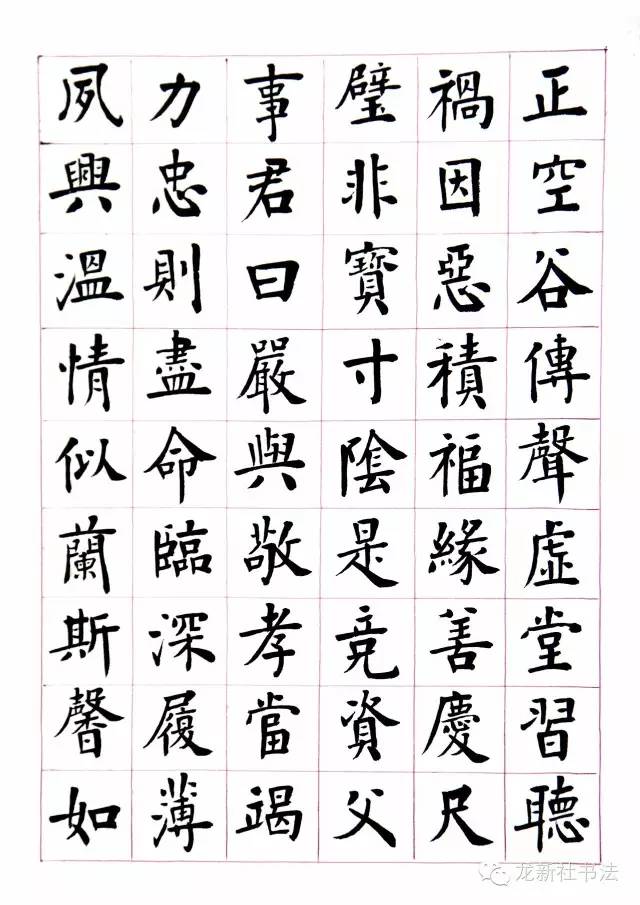 正空谷傳聲虛堂習聽
禍因惡積福緣善慶尺
璧非寶寸陰是竞資父
事君曰嚴與敬孝當竭
力忠則盡命臨深履薄
夙興溫情似蘭斯馨如
龙新社书法